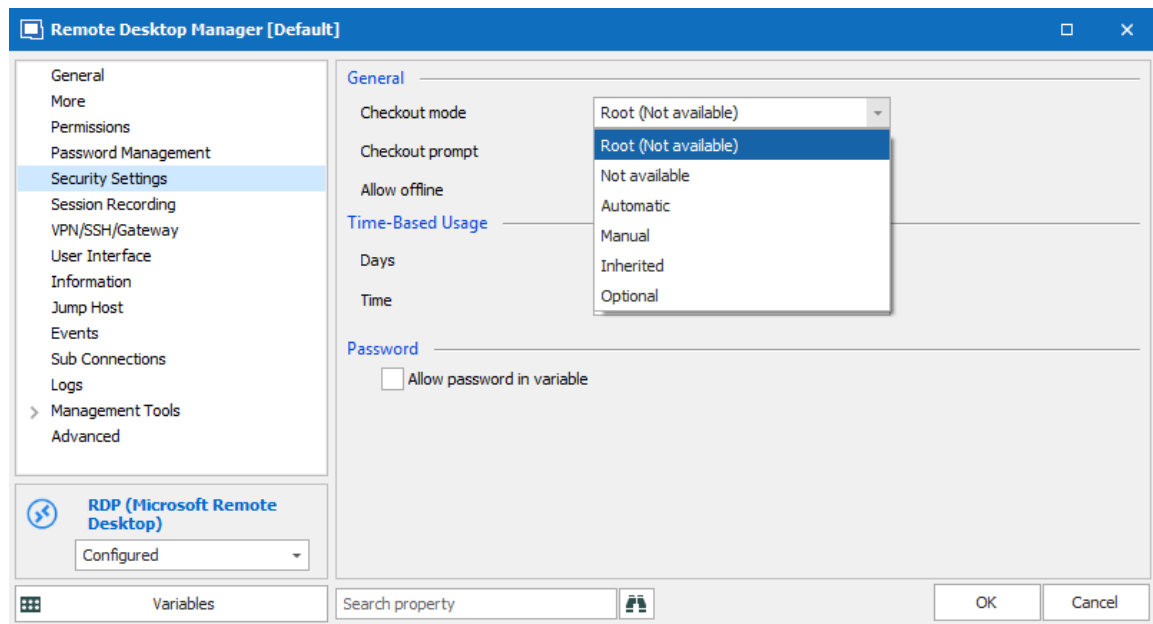 Remote Desktop Manager [Default]
General
More
Permissions
Password Management
Security Settings
Session Recording
VPN/SSH/Gateway
User Interface
Information
Jump Host
Events
Sub Connections
Logs
Management Tools
Advanced
RDP (Microsoft Remote
Desktop)
Configured
Variables
General
Checkout mode
Root (Not available)
Root (Not available)
Not available
Automatic
Manual
Inherited
Optional
Checkout prompt
Allow offline
Time-Based Usage
Days
Time
Password
Allow password in variable
Search property
OK
Cancel